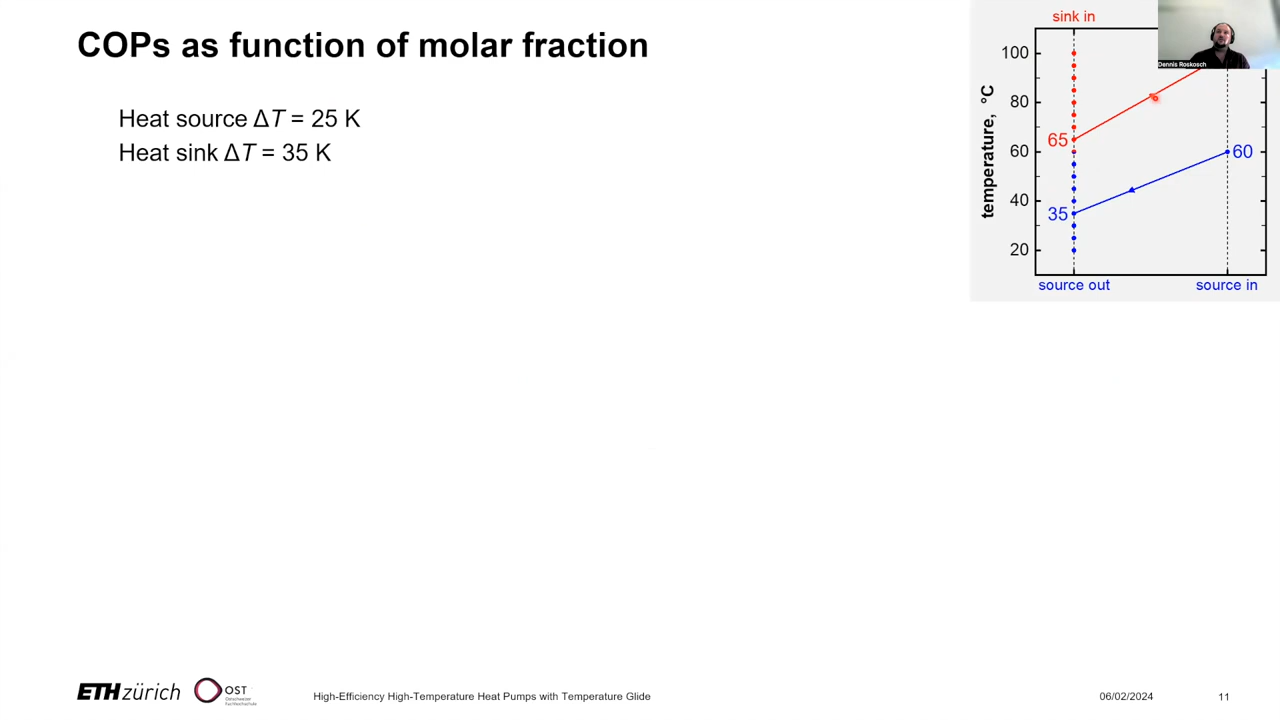 COPs as function of molar fraction
Heat source ΔT = 25 K
Heat sink ΔT = 35 K
sink in
Dennis Roskosch
temperature, °C
100
80
65
60
60
40
35
20
source out
source in
ETH zürich
OST
Ostschweizer
Fachhochschule
High-Efficiency High-Temperature Heat Pumps with Temperature Glide
06/02/2024
11